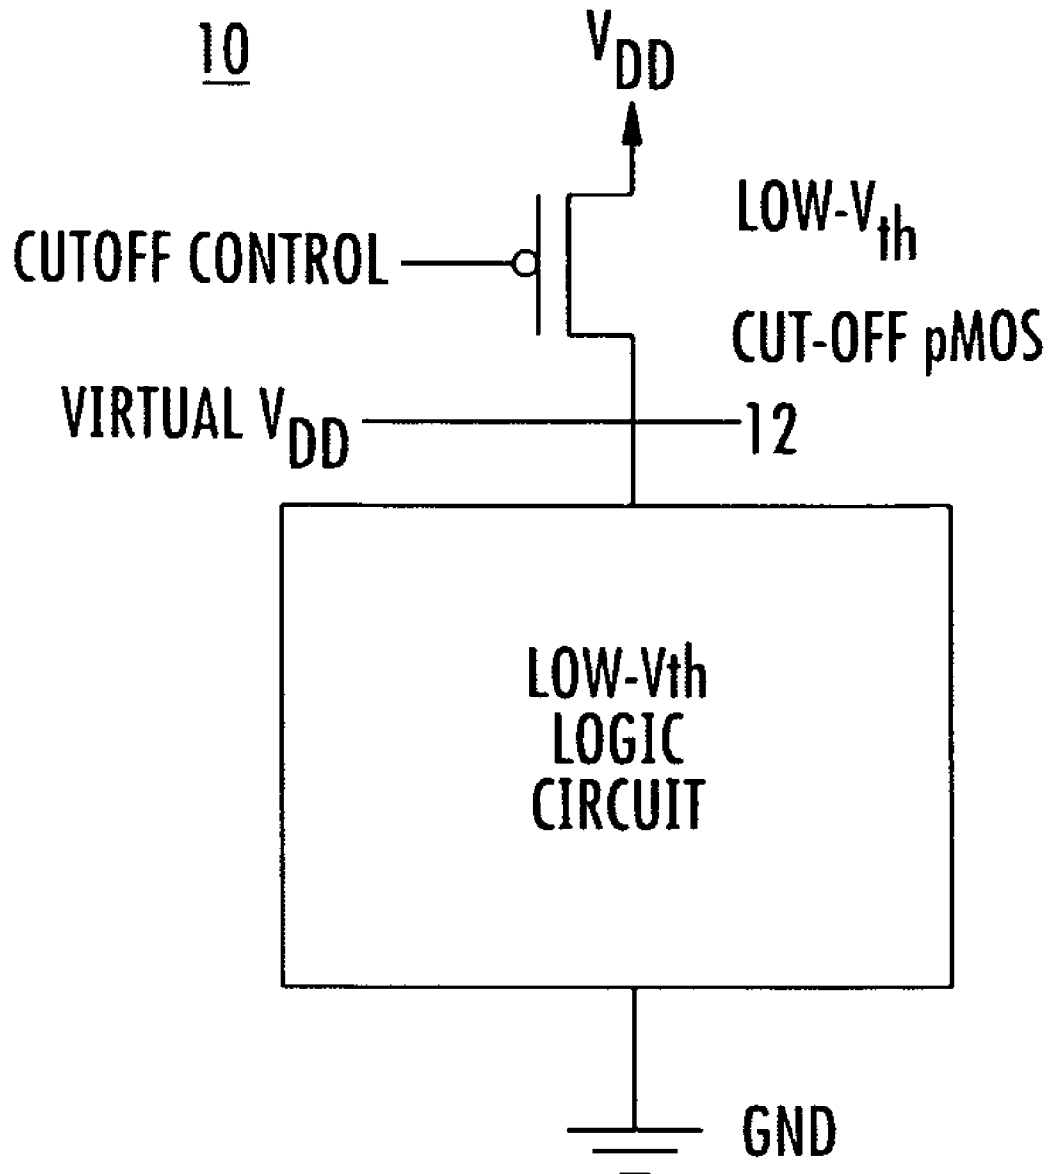 10
VDD
LOW-Vth
CUTOFF CONTROL
CUT-OFF pMOS
VIRTUAL VDD
12
LOW-Vth
LOGIC
CIRCUIT
GND